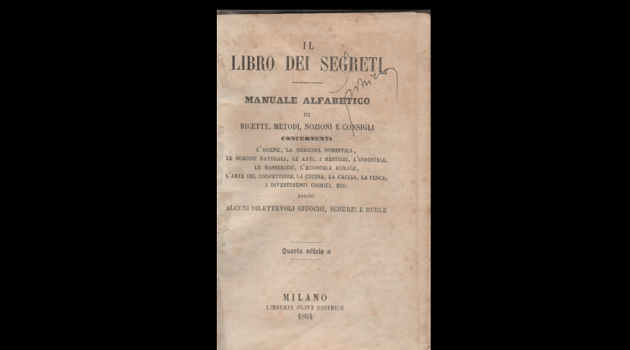 IL
LIBRO DEI SEGRETI
MANUALE ALFABETICO
DI
RICETTE, METODI, NOZIONI E CONSIGLI
CONCERNENTI
L'IGIENE, LA MEDICINA DOMESTICA,
LE SCIENZE NATURALI, LE ARTI, I MESTIERI, L'INDUSTRIA,
LE MASSERIZIE, L'ECONOMIA RURALE,
L'ARTE DEL CONFETTIERE, LA CUCINA, LA CACCIA, LA PESCA,
I DIVERTIMENTI CHIMICI, ECC.
nonchè
ALCUNI DILETTEVOLI GIUOCHI, SCHERZI E BURLE
Quarta edizione
MILANO
LIBRERIA OLIVA EDITRICE
1864